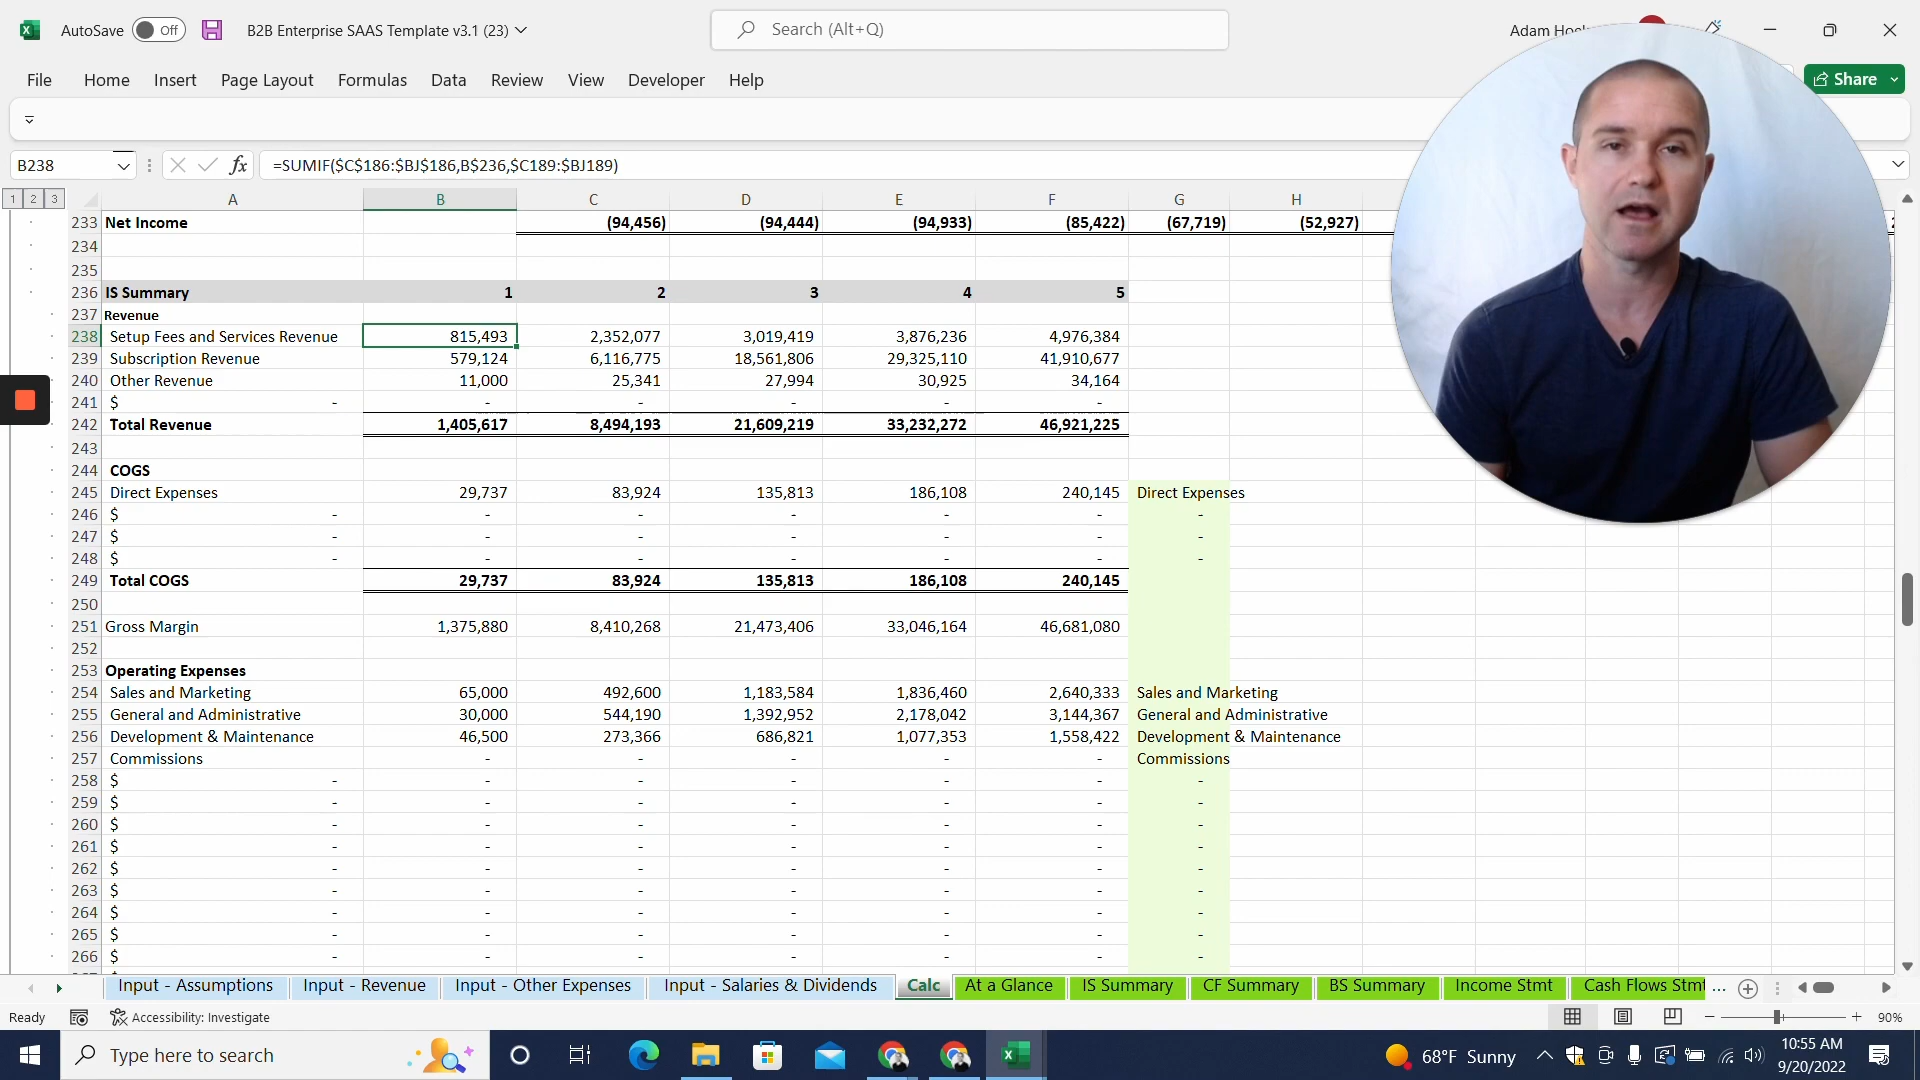 AutoSave Off B2B Enterprise SAAS Template v3.1 (23) Search (Alt+Q) Adam
File Home Insert Page Layout Formulas Data Review View Developer Help Share
B238 fx =SUMIF($C$186:$BJ$186,B$236,$C189:$BJ189)
1 2 3 A B C D E F G H
233 Net Income (94,456) (94,444) (94,933) (85,422) (67,719) (52,927)
234
235
236 IS Summary 1 2 3 4 5
237 Revenue
238 Setup Fees and Services Revenue 815,493 2,352,077 3,019,419 3,876,236 4,976,384
239 Subscription Revenue 579,124 6,116,775 18,561,806 29,325,110 41,910,677
240 Other Revenue 11,000 25,341 27,994 30,925 34,164
241 $ - - - - - -
242 Total Revenue 1,405,617 8,494,193 21,609,219 33,232,272 46,921,225
243
244 COGS
245 Direct Expenses 29,737 83,924 135,813 186,108 240,145 Direct Expenses
246 $ - - - - - - -
247 $ - - - - - - -
248 $ - - - - - - -
249 Total COGS 29,737 83,924 135,813 186,108 240,145
250
251 Gross Margin 1,375,880 8,410,268 21,473,406 33,046,164 46,681,080
252
253 Operating Expenses
254 Sales and Marketing 65,000 492,600 1,183,584 1,836,460 2,640,333 Sales and Marketing
255 General and Administrative 30,000 544,190 1,392,952 2,178,042 3,144,367 General and Administrative
256 Development & Maintenance 46,500 273,366 686,821 1,077,353 1,558,422 Development & Maintenance
257 Commissions - - - - - Commissions
258 $ - - - - - - -
259 $ - - - - - - -
260 $ - - - - - - -
261 $ - - - - - - -
262 $ - - - - - - -
263 $ - - - - - - -
264 $ - - - - - - -
265 $ - - - - - - -
266 $ - - - - - - -
Input - Assumptions Input - Revenue Input - Other Expenses Input - Salaries & Dividends Calc At a Glance IS Summary CF Summary BS Summary Income Stmt Cash Flows Stmt ...
Ready Accessibility: Investigate 90%
Type here to search 68°F Sunny 10:55 AM
9/20/2022